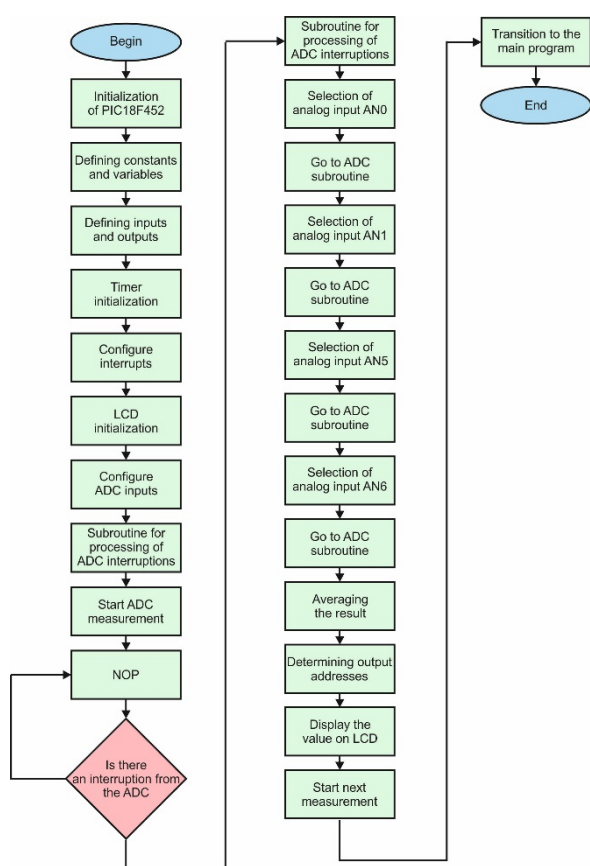 Begin
Initialization
of PIC18F452
Defining constants
and variables
Defining inputs
and outputs
Timer
initialization
Configure
interrupts
LCD
initialization
Configure
ADC inputs
Subroutine for
processing of
ADC interruptions
Start ADC
measurement
NOP
Is there
an interruption from
the ADC
Subroutine for
processing of
ADC interruptions
Selection of
analog input AN0
Go to ADC
subroutine
Selection of
analog input AN1
Go to ADC
subroutine
Selection of
analog input AN5
Go to ADC
subroutine
Selection of
analog input AN6
Go to ADC
subroutine
Averaging
the result
Determining output
addresses
Display the
value on LCD
Start next
measurement
Transition to the
main program
End